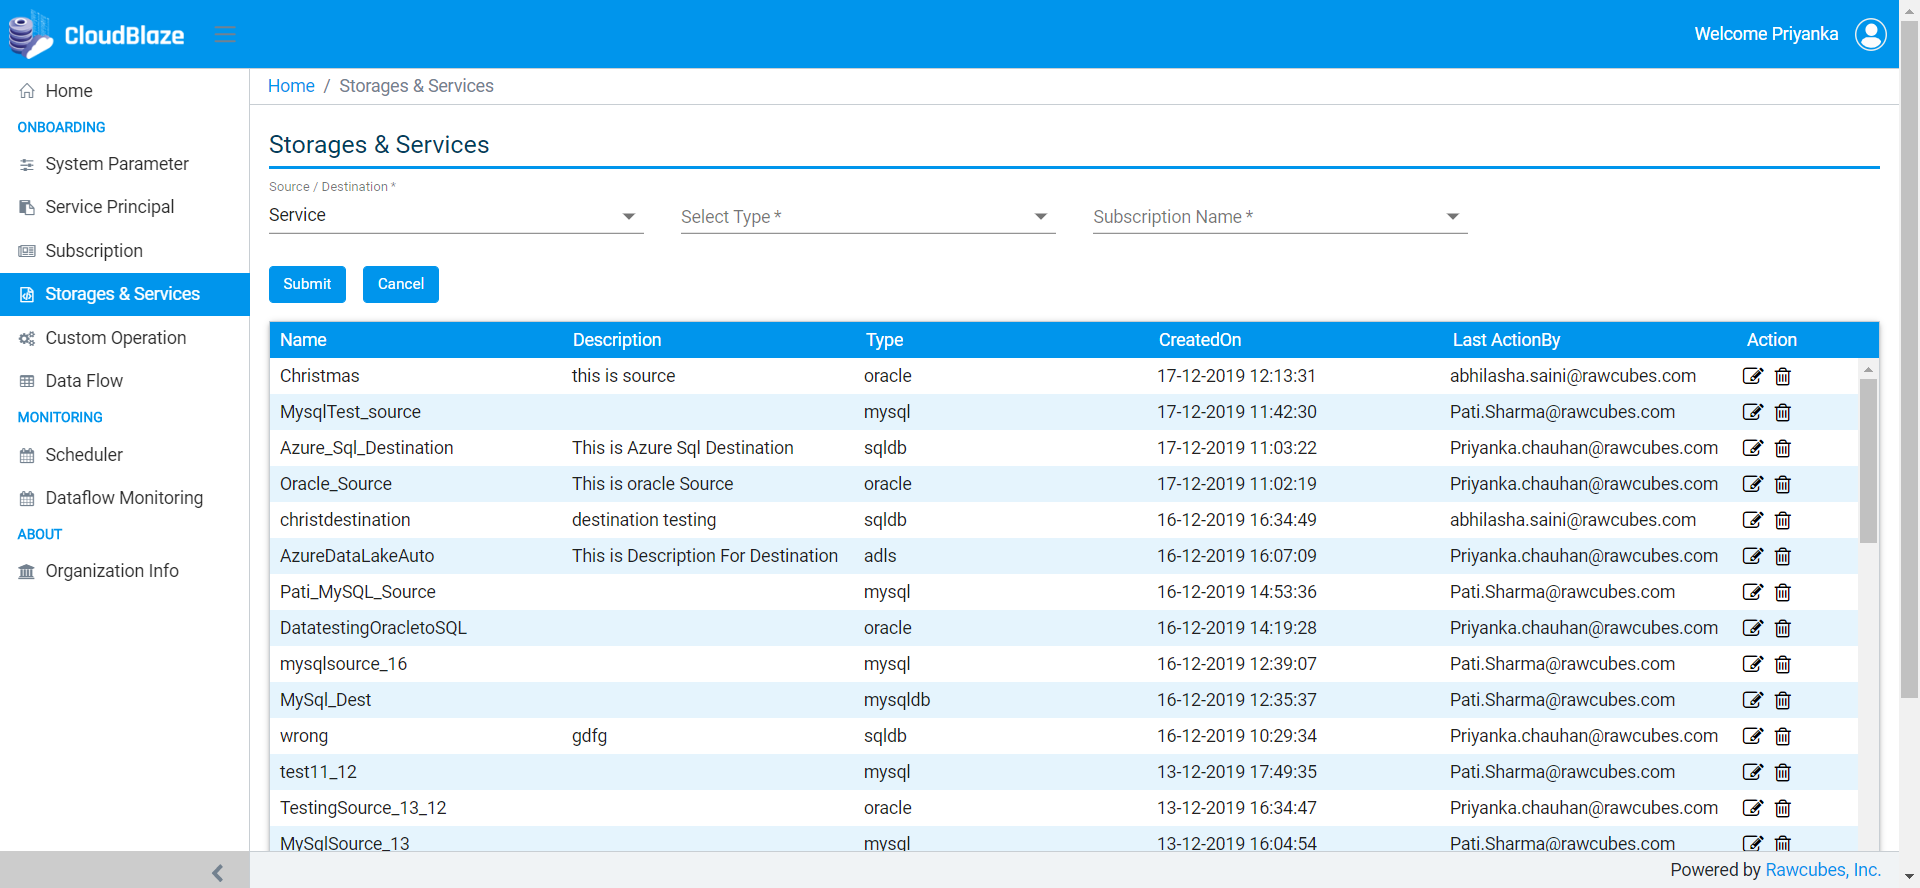 CloudBlaze
Welcome Priyanka
Home
ONBOARDING
System Parameter
Service Principal
Subscription
Storages & Services
Custom Operation
Data Flow
MONITORING
Scheduler
Dataflow Monitoring
ABOUT
Organization Info
Home / Storages & Services
Storages & Services
Source / Destination *
Service Select Type * Subscription Name *
Submit Cancel
Name Description Type CreatedOn Last ActionBy Action
Christmas this is source oracle 17-12-2019 12:13:31 abhilasha.saini@rawcubes.com
MysqlTest_source mysql 17-12-2019 11:42:30 Pati.Sharma@rawcubes.com
Azure_Sql_Destination This is Azure Sql Destination sqldb 17-12-2019 11:03:22 Priyanka.chauhan@rawcubes.com
Oracle_Source This is oracle Source oracle 17-12-2019 11:02:19 Priyanka.chauhan@rawcubes.com
christdestination destination testing sqldb 16-12-2019 16:34:49 abhilasha.saini@rawcubes.com
AzureDataLakeAuto This is Description For Destination adls 16-12-2019 16:07:09 Priyanka.chauhan@rawcubes.com
Pati_MySQL_Source mysql 16-12-2019 14:53:36 Pati.Sharma@rawcubes.com
DatatestingOracletoSQL oracle 16-12-2019 14:19:28 Priyanka.chauhan@rawcubes.com
mysqlsource_16 mysql 16-12-2019 12:39:07 Pati.Sharma@rawcubes.com
MySql_Dest mysqldb 16-12-2019 12:35:37 Pati.Sharma@rawcubes.com
wrong gdfg sqldb 16-12-2019 10:29:34 Priyanka.chauhan@rawcubes.com
test11_12 mysql 13-12-2019 17:49:35 Pati.Sharma@rawcubes.com
TestingSource_13_12 oracle 13-12-2019 16:34:47 Priyanka.chauhan@rawcubes.com
MySqlSource_13 mysql 13-12-2019 16:04:54 Pati.Sharma@rawcubes.com
Powered by Rawcubes, Inc.